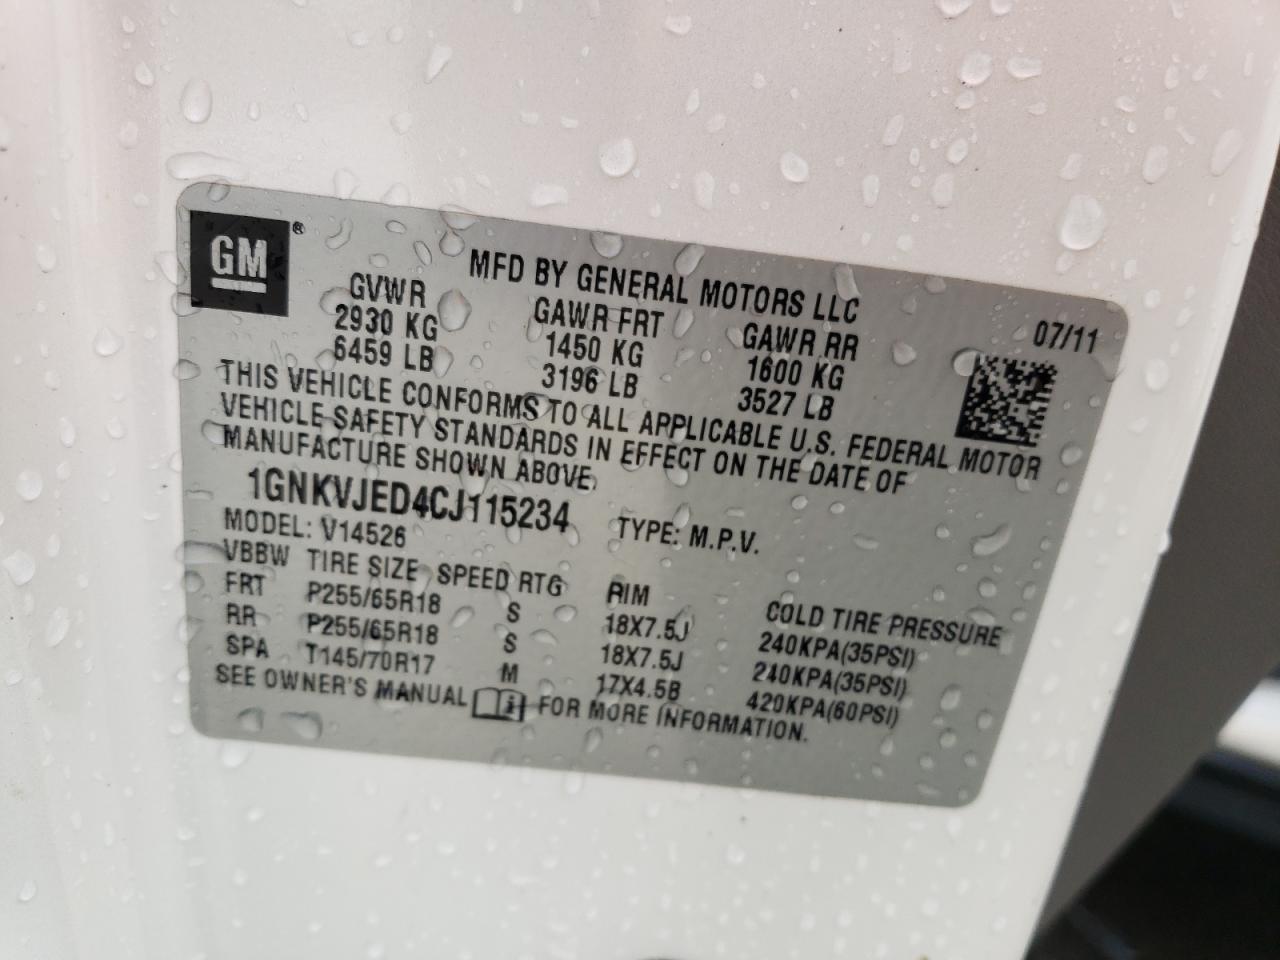 GM ®
MFD BY GENERAL MOTORS LLC
07/11
GVWR GAWR FRT GAWR RR
2930 KG 1450 KG 1600 KG
6459 LB 3196 LB 3527 LB
THIS VEHICLE CONFORMS TO ALL APPLICABLE U.S. FEDERAL MOTOR
VEHICLE SAFETY STANDARDS IN EFFECT ON THE DATE OF
MANUFACTURE SHOWN ABOVE.
1GNKVJED4CJ115234 TYPE: M.P.V.
MODEL: V14526
VBBW TIRE SIZE SPEED RTG RIM COLD TIRE PRESSURE
FRT P255/65R18 S 18X7.5J 240KPA(35PSI)
RR P255/65R18 S 18X7.5J 240KPA(35PSI)
SPA T145/70R17 M 17X4.5B 420KPA(60PSI)
SEE OWNER'S MANUAL i FOR MORE INFORMATION.